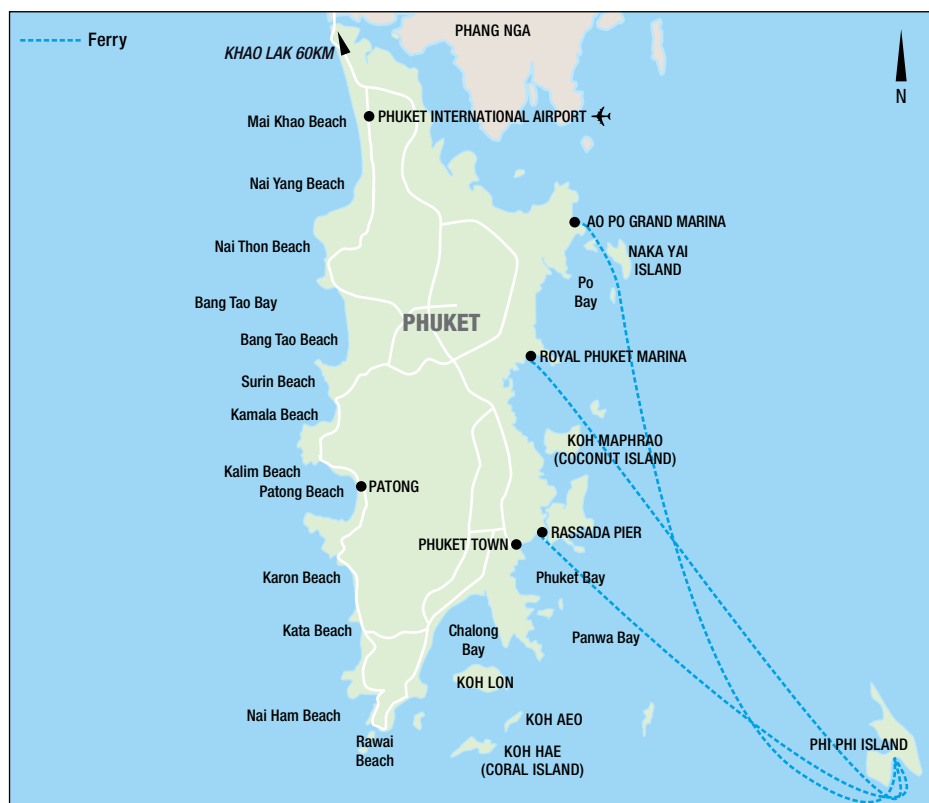 PHANG NGA
Ferry
KHAO LAK 60KM
N
Mai Khao Beach
PHUKET INTERNATIONAL AIRPORT
Nai Yang Beach
AO PO GRAND MARINA
Nai Thon Beach
NAKA YAI
ISLAND
Po
Bay
Bang Tao Bay
PHUKET
Bang Tao Beach
ROYAL PHUKET MARINA
Surin Beach
Kamala Beach
KOH MAPHRAO
(COCONUT ISLAND)
Kalim Beach
Patong Beach
PATONG
RASSADA PIER
PHUKET TOWN
Karon Beach
Phuket Bay
Kata Beach
Chalong
Bay
Panwa Bay
KOH LON
Nai Ham Beach
KOH AEO
Rawai
Beach
KOH HAE
(CORAL ISLAND)
PHI PHI ISLAND